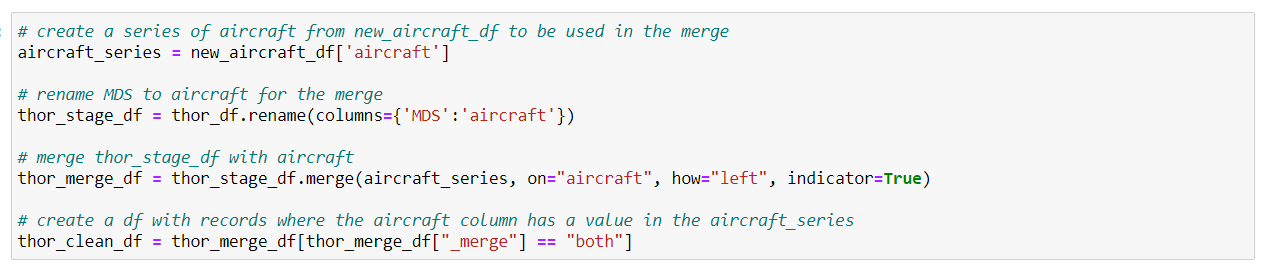 # create a series of aircraft from new_aircraft_df to be used in the merge
aircraft_series = new_aircraft_df['aircraft']
# rename MDS to aircraft for the merge
thor_stage_df = thor_df.rename(columns={'MDS':'aircraft'})
# merge thor_stage_df with aircraft
thor_merge_df = thor_stage_df.merge(aircraft_series, on="aircraft", how="left", indicator=True)
# create a df with records where the aircraft column has a value in the aircraft_series
thor_clean_df = thor_merge_df[thor_merge_df["_merge"] == "both"]